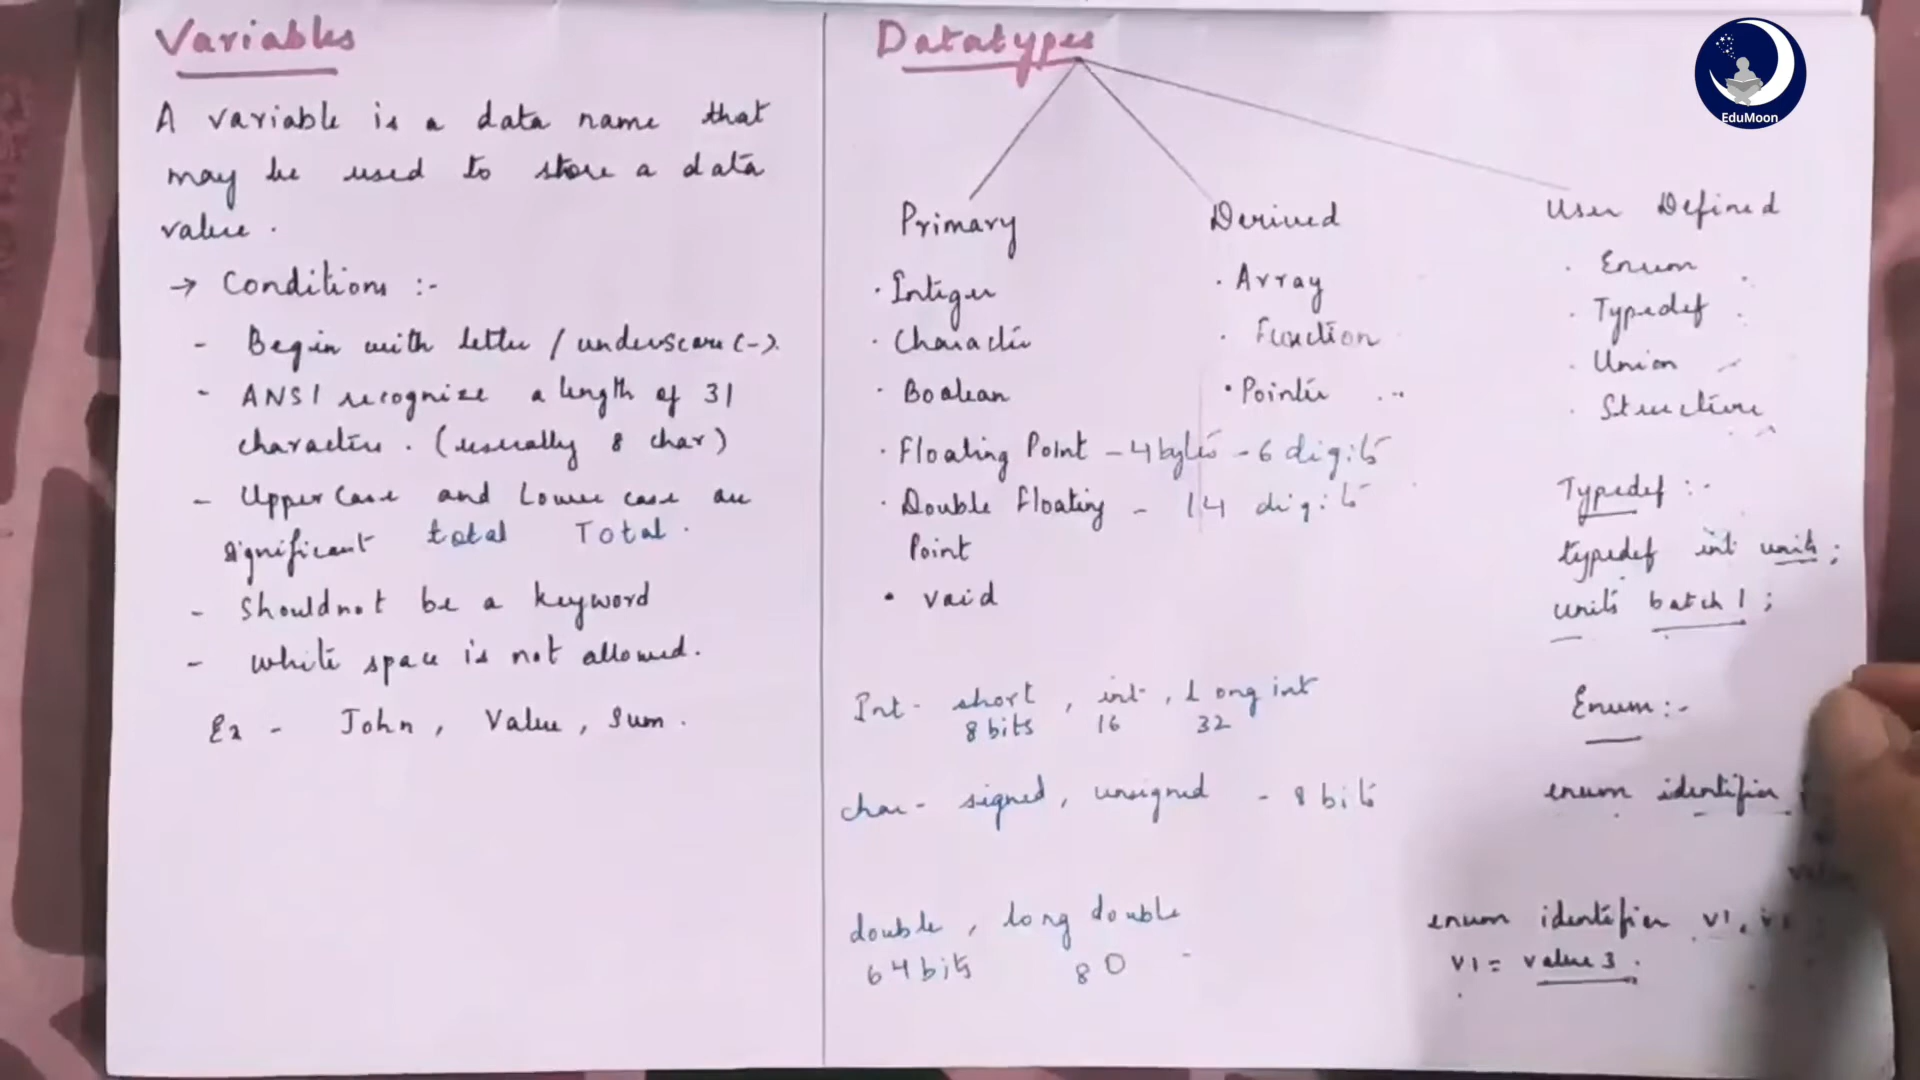 Variables
A variable is a data name that
may be used to store a data
value.
→ Conditions :-
- Begin with letter / underscore (-).
- ANSI recognize a length of 31
characters. (usually 8 char)
- Upper Case and Lower case are
significant total Total.
- Shouldnot be a keyword
- White space is not allowed.
Ex - John, Value, Sum.
Datatypes
Primary
· Integer
· Character
· Boolean
· Floating Point - 4 bytes - 6 digits
· Double Floating - 14 digits
Point
· Void
Derived
· Array
· Function
· Pointer ...
User Defined
· Enum
· Typedef
· Union
· Structure
Int - short, int, Long int
8 bits 16 32
char - signed, unsigned - 8 bits
double, long double
64 bits 80
Typedef :-
typedef int units;
units batch 1;
Enum :-
enum identifier
enum identifier v1,
v1 = value 3.
EduMoon